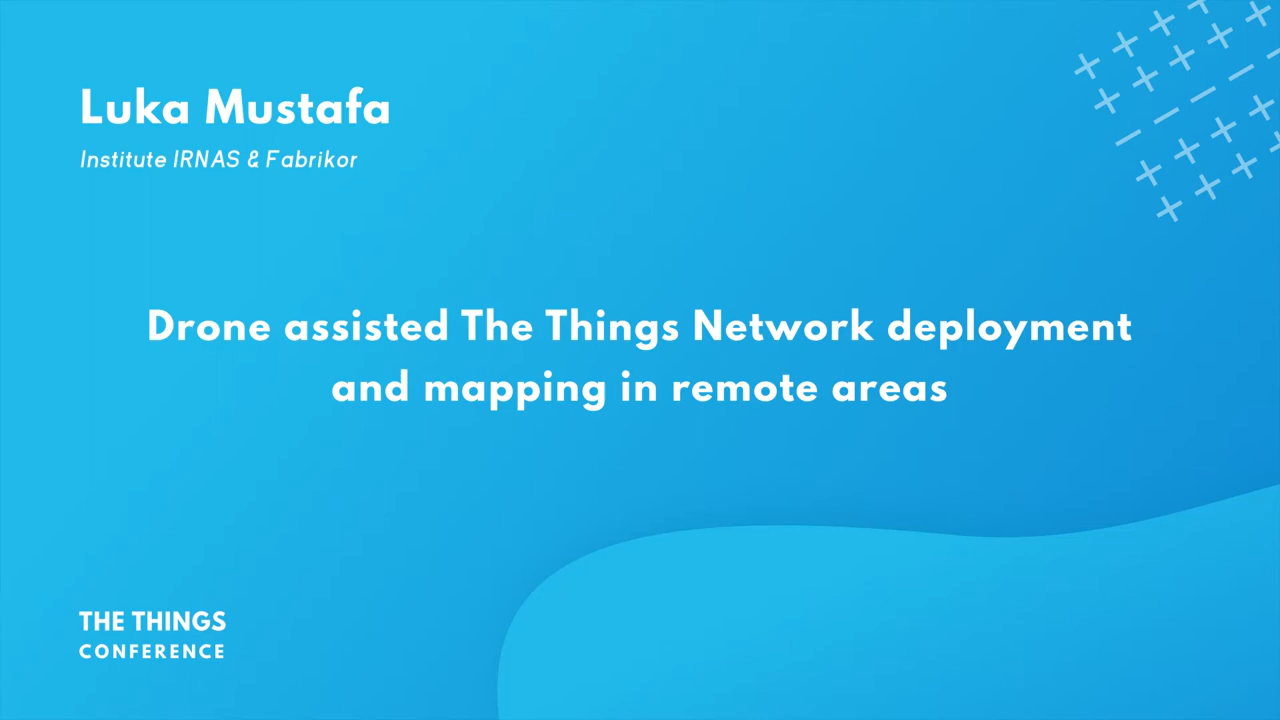 Luka Mustafa
Institute IRNAS & Fabrikor
Drone assisted The Things Network deployment
and mapping in remote areas
THE THINGS
CONFERENCE